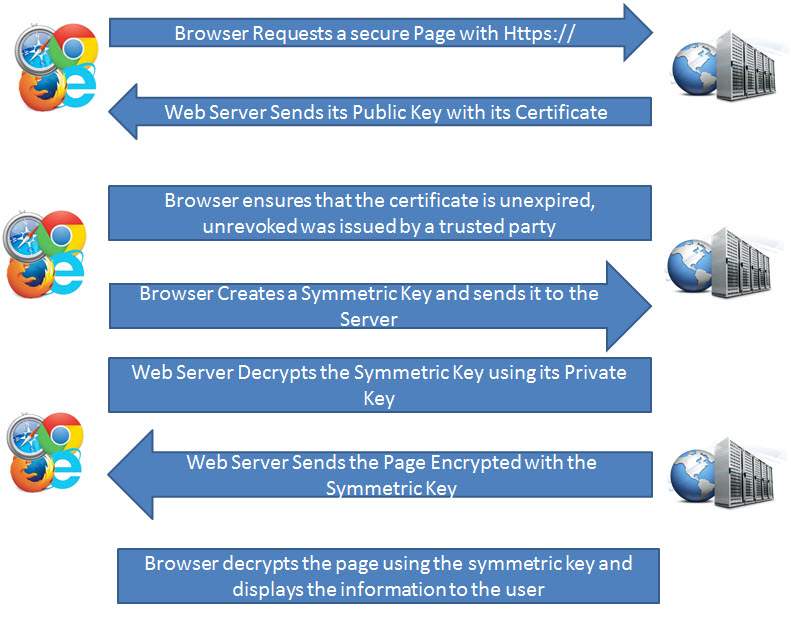 Browser Requests a secure Page with Https://
Web Server Sends its Public Key with its Certificate
Browser ensures that the certificate is unexpired,
unrevoked was issued by a trusted party
Browser Creates a Symmetric Key and sends it to the
Server
Web Server Decrypts the Symmetric Key using its Private
Key
Web Server Sends the Page Encrypted with the
Symmetric Key
Browser decrypts the page using the symmetric key and
displays the information to the user